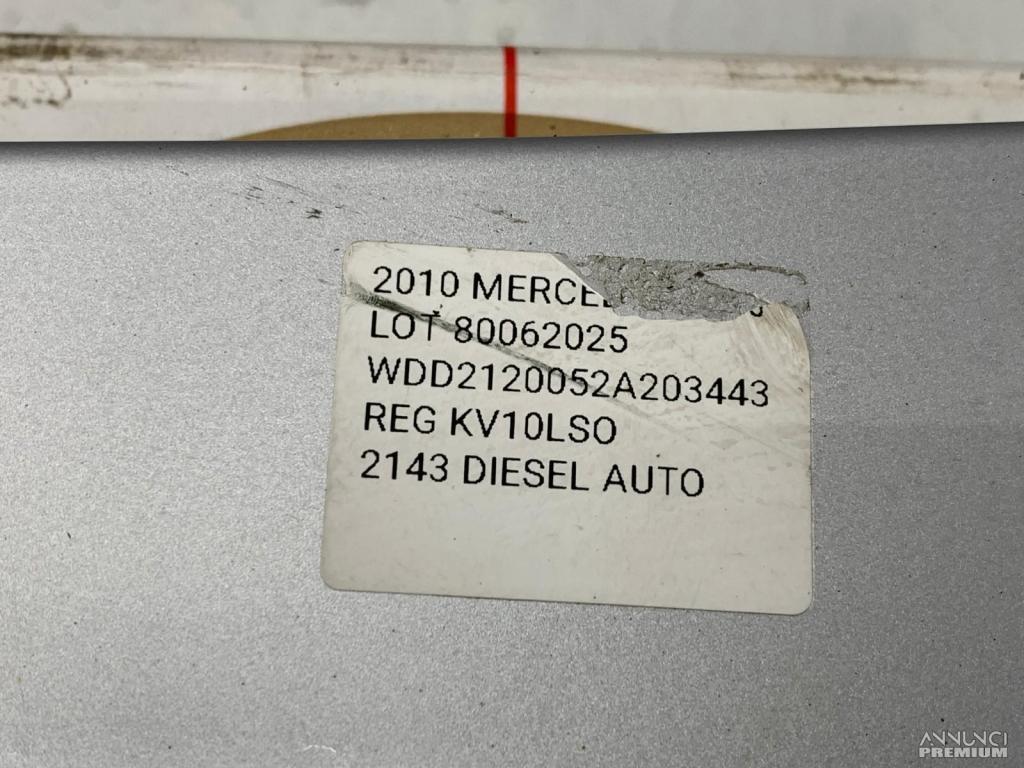 2010 MERCE
LOT 80062025
WDD2120052A203443
REG KV10LSO
2143 DIESEL AUTO
ANNUNCI
PREMIUM